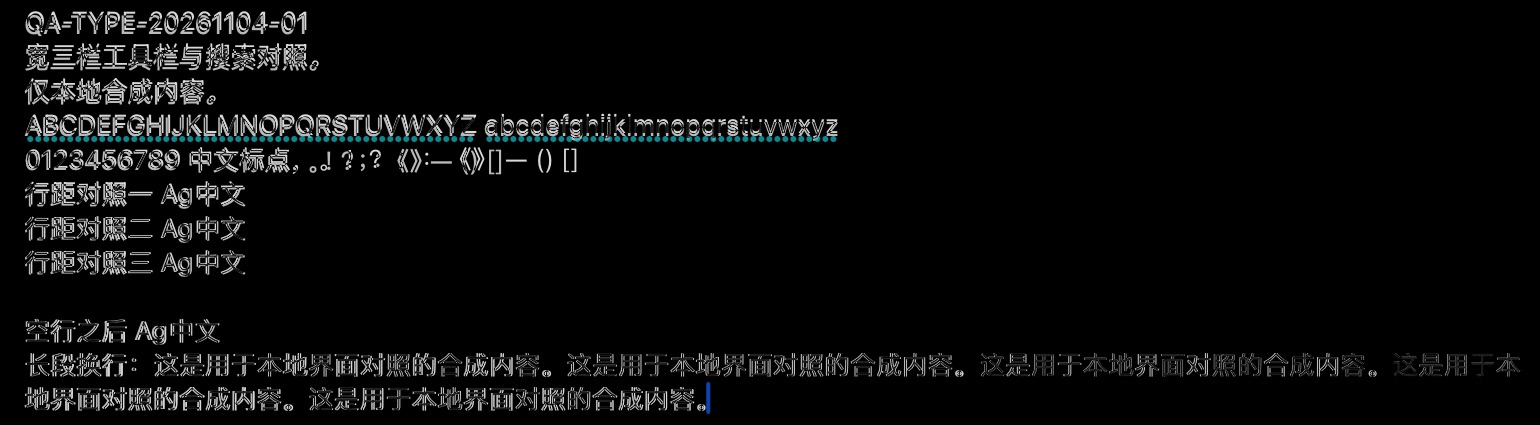 QA-TYPE-20261104-01
宽三栏工具栏与搜索对照。
仅本地合成内容。
ABCDEFGHIJKLMNOPQRSTUVWXYZ abcdefghijklmnopqrstuvwxyz
0123456789 中文标点，。！？；？《》：—《》[]— () []
行距对照一 Ag中文
行距对照二 Ag中文
行距对照三 Ag中文
空行之后 Ag中文
长段换行：这是用于本地界面对照的合成内容。这是用于本地界面对照的合成内容。这是用于本地界面对照的合成内容。这是用于本
地界面对照的合成内容。这是用于本地界面对照的合成内容。